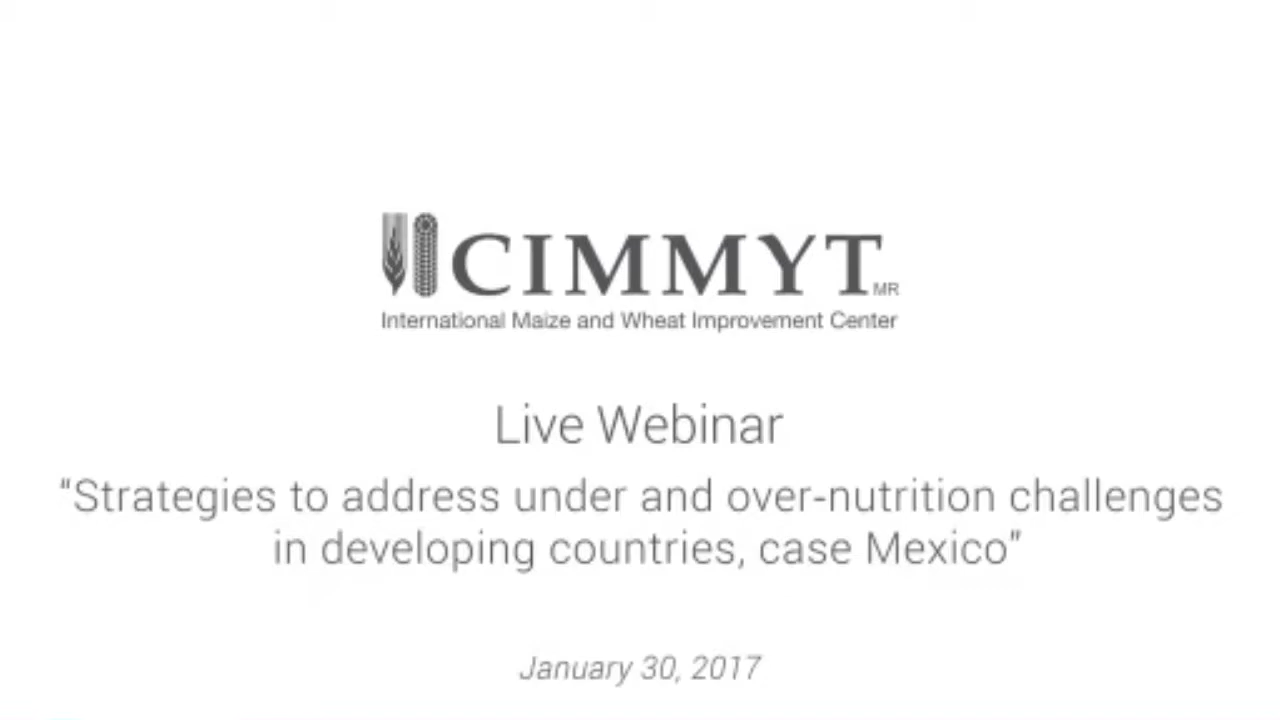 CIMMYT MR
International Maize and Wheat Improvement Center
Live Webinar
“Strategies to address under and over-nutrition challenges
in developing countries, case Mexico”
January 30, 2017